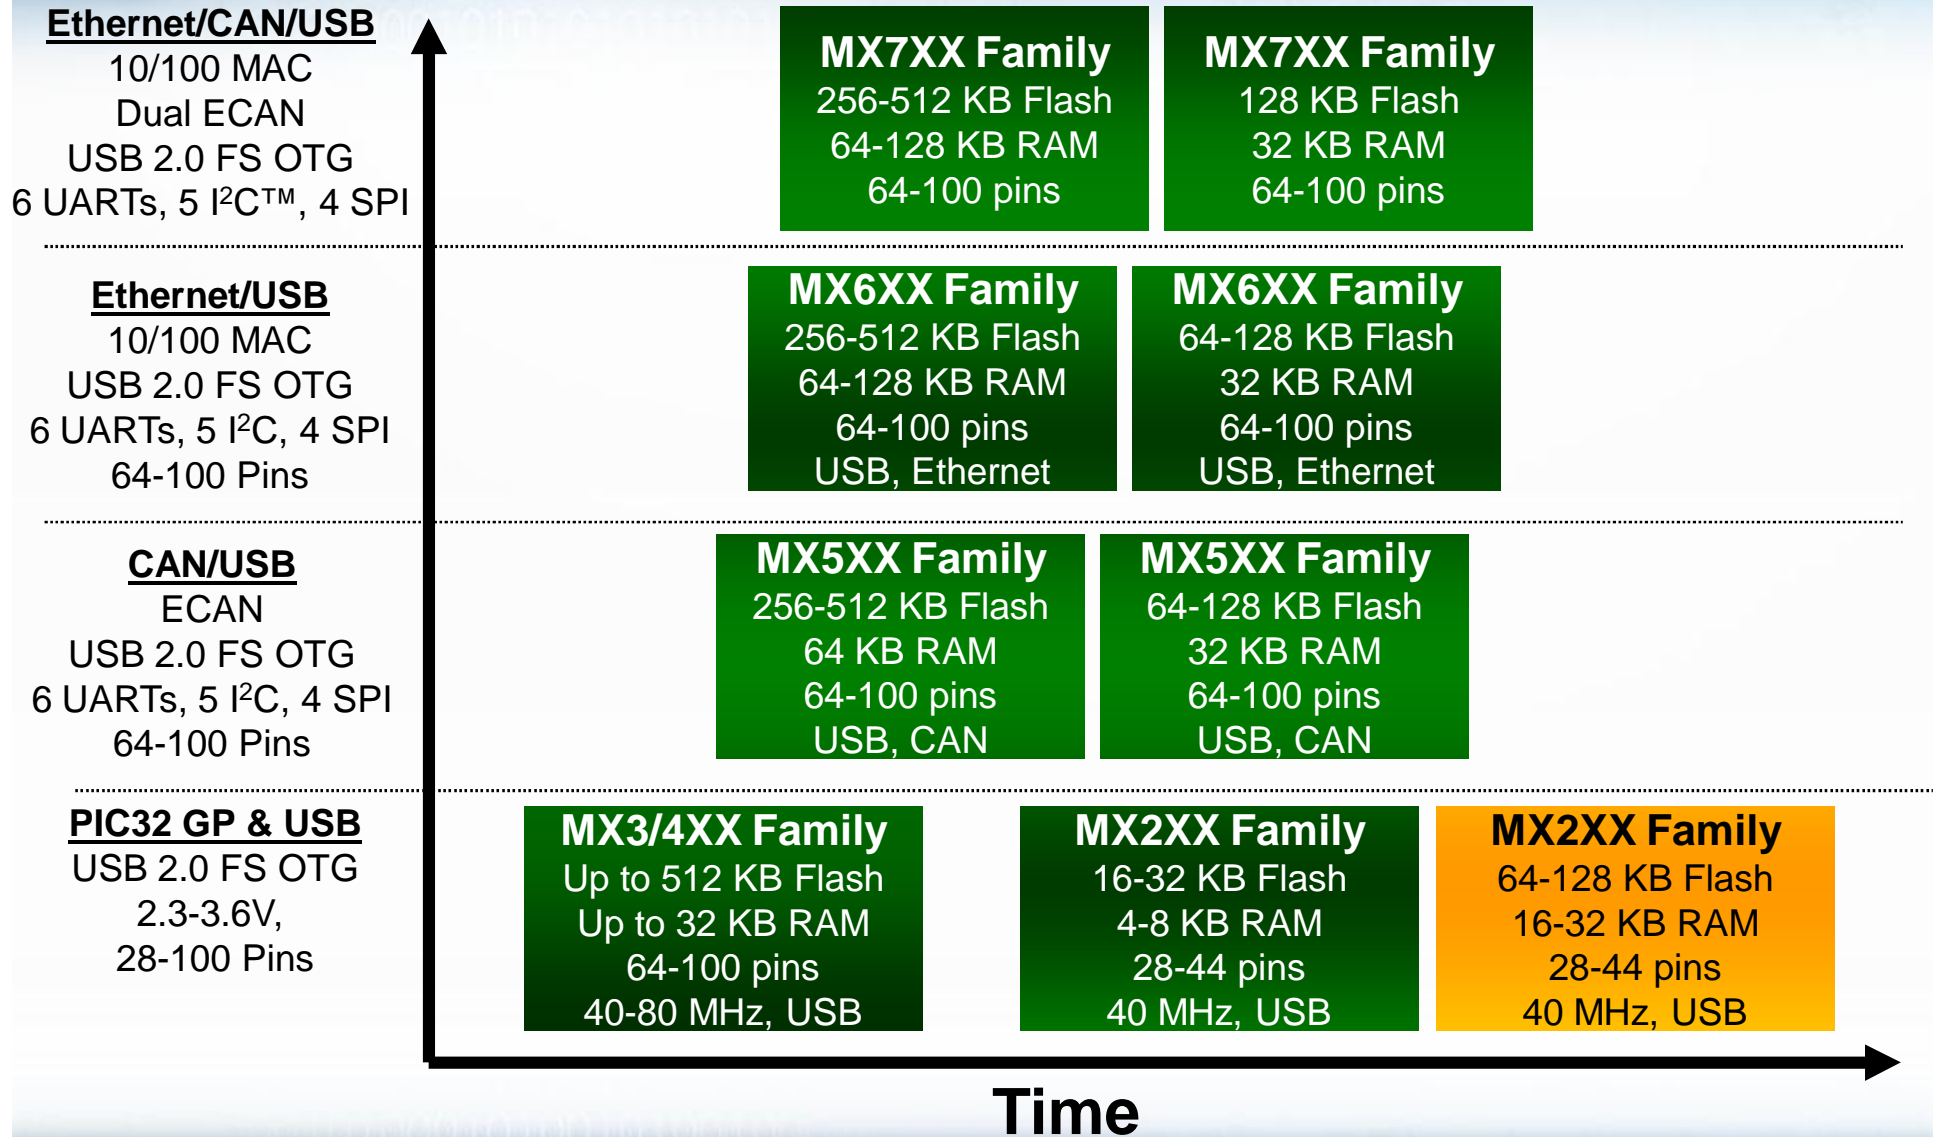 Ethernet/CAN/USB
10/100 MAC
Dual ECAN
USB 2.0 FS OTG
6 UARTs, 5 I²C™, 4 SPI
MX7XX Family
256-512 KB Flash
64-128 KB RAM
64-100 pins
MX7XX Family
128 KB Flash
32 KB RAM
64-100 pins
Ethernet/USB
10/100 MAC
USB 2.0 FS OTG
6 UARTs, 5 I²C, 4 SPI
64-100 Pins
MX6XX Family
256-512 KB Flash
64-128 KB RAM
64-100 pins
USB, Ethernet
MX6XX Family
64-128 KB Flash
32 KB RAM
64-100 pins
USB, Ethernet
CAN/USB
ECAN
USB 2.0 FS OTG
6 UARTs, 5 I²C, 4 SPI
64-100 Pins
MX5XX Family
256-512 KB Flash
64 KB RAM
64-100 pins
USB, CAN
MX5XX Family
64-128 KB Flash
32 KB RAM
64-100 pins
USB, CAN
PIC32 GP & USB
USB 2.0 FS OTG
2.3-3.6V,
28-100 Pins
MX3/4XX Family
Up to 512 KB Flash
Up to 32 KB RAM
64-100 pins
40-80 MHz, USB
MX2XX Family
16-32 KB Flash
4-8 KB RAM
28-44 pins
40 MHz, USB
MX2XX Family
64-128 KB Flash
16-32 KB RAM
28-44 pins
40 MHz, USB
Time